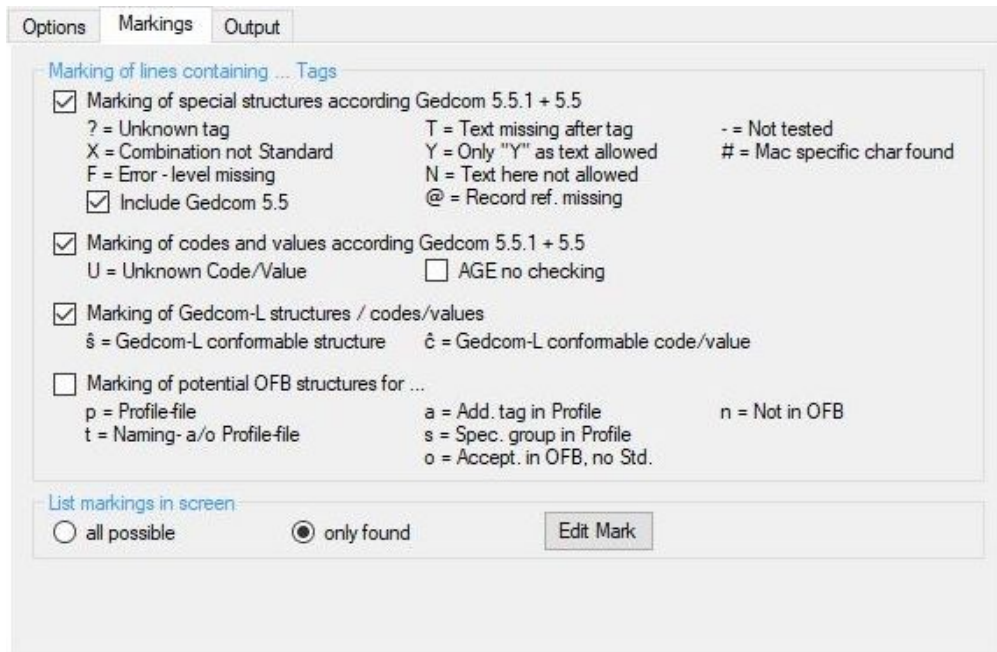 Options Markings Output
Marking of lines containing ... Tags
Marking of special structures according Gedcom 5.5.1 + 5.5
? = Unknown tag T = Text missing after tag - = Not tested
X = Combination not Standard Y = Only "Y" as text allowed # = Mac specific char found
F = Error - level missing N = Text here not allowed
Include Gedcom 5.5 @ = Record ref. missing
Marking of codes and values according Gedcom 5.5.1 + 5.5
U = Unknown Code/Value AGE no checking
Marking of Gedcom-L structures / codes/values
ŝ = Gedcom-L conformable structure ĉ = Gedcom-L conformable code/value
Marking of potential OFB structures for ...
p = Profile-file a = Add. tag in Profile n = Not in OFB
t = Naming- a/o Profile-file s = Spec. group in Profile
o = Accept. in OFB, no Std.
List markings in screen
all possible only found Edit Mark